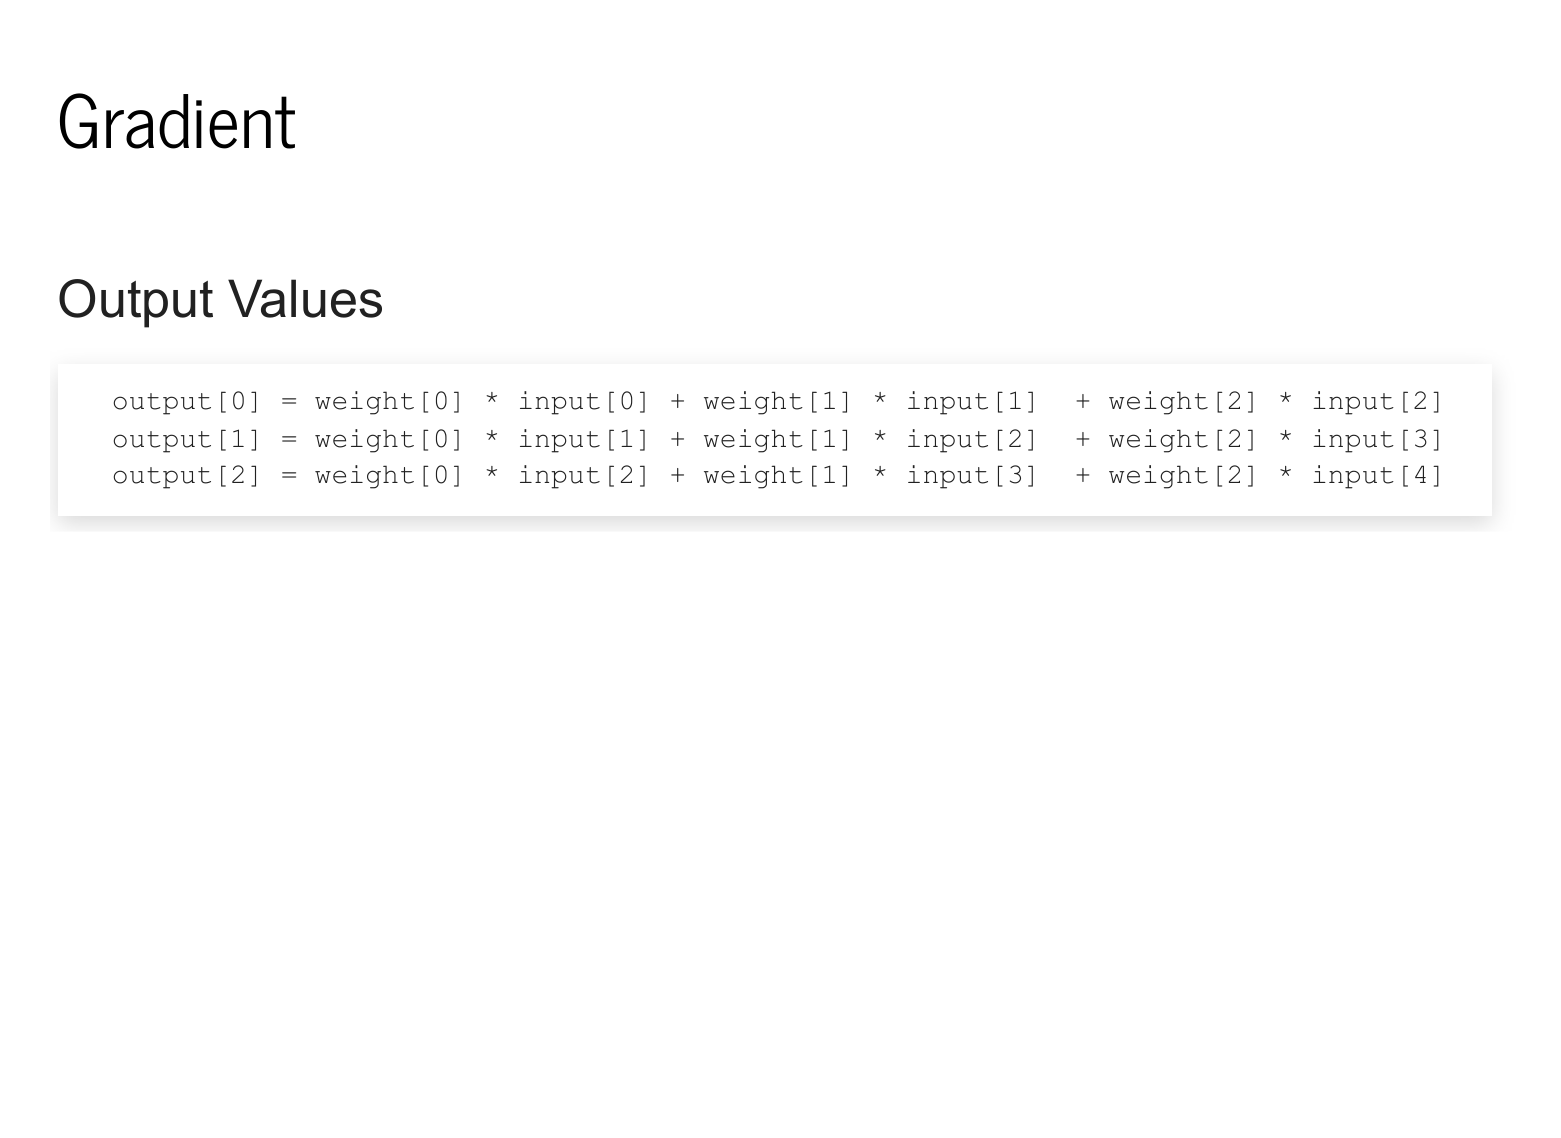 Gradient
Output Values
output[0] = weight[0] * input[0] + weight[1] * input[1]  + weight[2] * input[2]
output[1] = weight[0] * input[1] + weight[1] * input[2]  + weight[2] * input[3]
output[2] = weight[0] * input[2] + weight[1] * input[3]  + weight[2] * input[4]